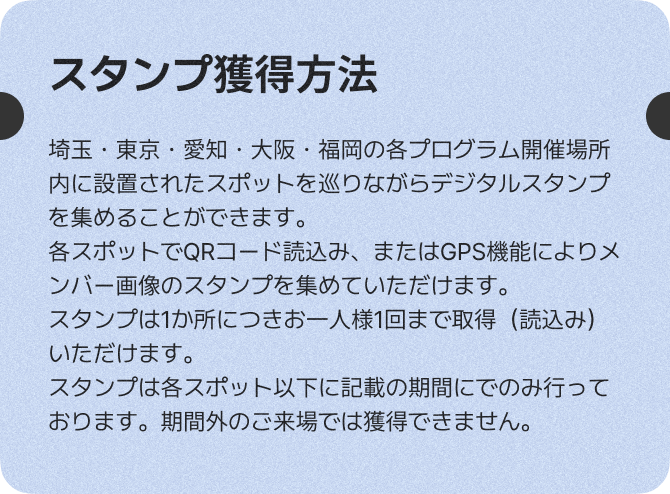 スタンプ獲得方法
埼玉・東京・愛知・大阪・福岡の各プログラム開催場所
内に設置されたスポットを巡りながらデジタルスタンプ
を集めることができます。
各スポットでQRコード読込み、またはGPS機能によりメ
ンバー画像のスタンプを集めていただけます。
スタンプは1か所につきお一人様1回まで取得（読込み）
いただけます。
スタンプは各スポット以下に記載の期間にでのみ行って
おります。期間外のご来場では獲得できません。